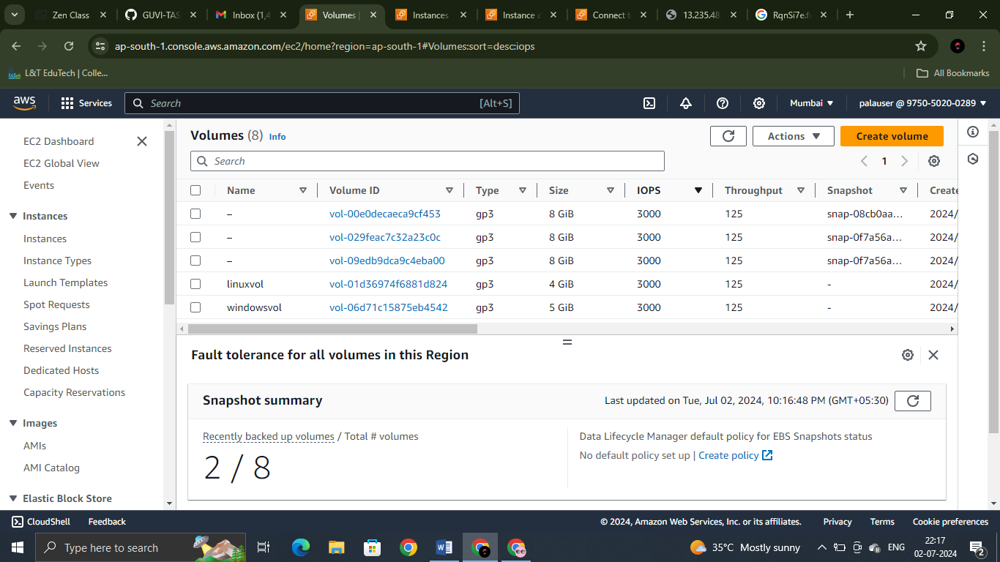 Zen Class
GUVI-TAS
Inbox (1,4
Volumes |
Instances
Instance d
Connect t
13.235.48
RqnSi7e.f
ap-south-1.console.aws.amazon.com/ec2/home?region=ap-south-1#Volumes:sort=desc:iops
L&T EduTech | Colle...
All Bookmarks
aws
Services
Search
[Alt+S]
Mumbai
palauser @ 9750-5020-0289
EC2 Dashboard
EC2 Global View
Events
Instances
Instances
Instance Types
Launch Templates
Spot Requests
Savings Plans
Reserved Instances
Dedicated Hosts
Capacity Reservations
Images
AMIs
AMI Catalog
Elastic Block Store
Volumes (8) Info
Actions
Create volume
Search
1
Name Volume ID Type Size IOPS Throughput Snapshot Create
– vol-00e0decaeca9cf453 gp3 8 GiB 3000 125 snap-08cb0aa... 2024/
– vol-029feac7c32a23c0c gp3 8 GiB 3000 125 snap-0f7a56a... 2024/
– vol-09edb9dca9c4eba00 gp3 8 GiB 3000 125 snap-0f7a56a... 2024/
linuxvol vol-01d36974f6881d824 gp3 4 GiB 3000 125 - 2024/
windowsvol vol-06d71c15875eb4542 gp3 5 GiB 3000 125 - 2024/
Fault tolerance for all volumes in this Region
Snapshot summary
Last updated on Tue, Jul 02, 2024, 10:16:48 PM (GMT+05:30)
Recently backed up volumes / Total # volumes
2 / 8
Data Lifecycle Manager default policy for EBS Snapshots status
No default policy set up | Create policy
CloudShell
Feedback
© 2024, Amazon Web Services, Inc. or its affiliates.
Privacy
Terms
Cookie preferences
Type here to search
35°C Mostly sunny
ENG
22:17
02-07-2024
2